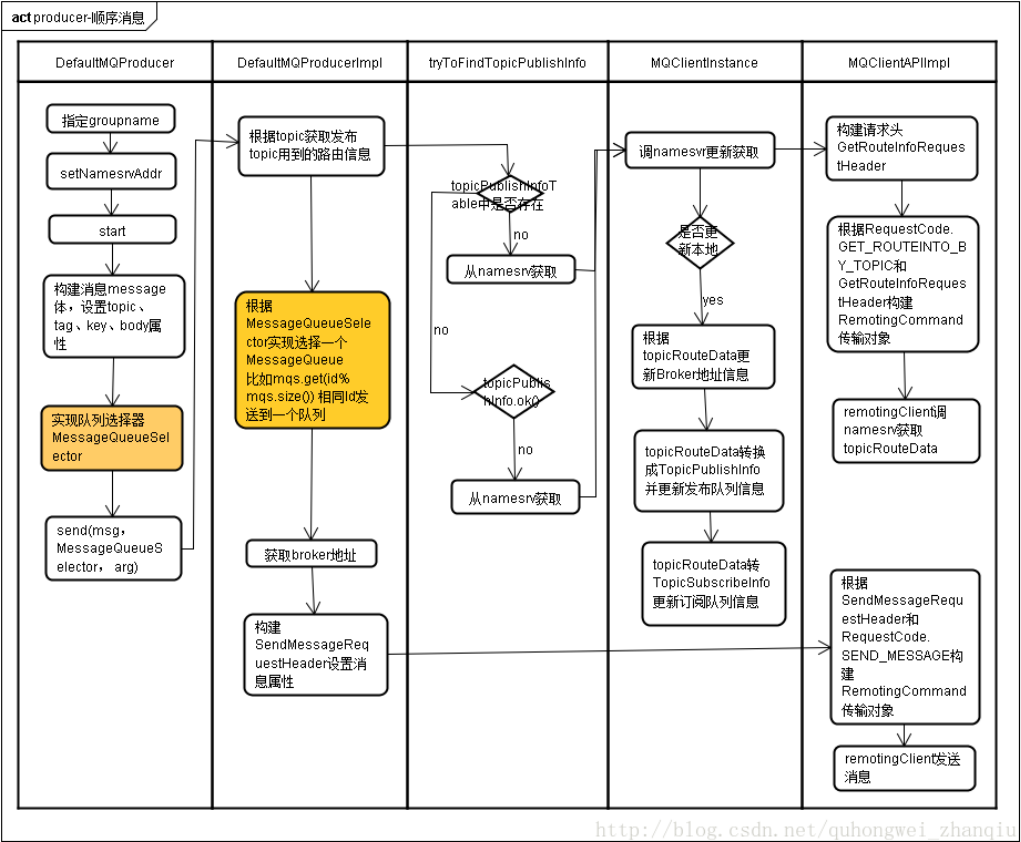 act producer-顺序消息
DefaultMQProducer
DefaultMQProducerImpl
tryToFindTopicPublishInfo
MQClientInstance
MQClientAPIImpl
指定groupname
setNamesrvAddr
start
构建消息message
体，设置topic、
tag、key、body属
性
实现队列选择器
MessageQueueSel
ector
send(msg，
MessageQueueS
elector， arg)
根据topic获取发布
topic用到的路由信息
根据
MessageQueueSele
ctor实现选择一个
MessageQueue
比如mqs.get(id%
mqs.size()) 相同Id发
送到一个队列
获取broker地址
构建
SendMessageReq
uestHeader设置消
息属性
topicPublishInfoT
able中是否存在
no
从namesrv获取
no
topicPublis
hInfo.ok()
no
从namesrv获取
调namesvr更新获取
是否更
新本地
yes
根据
topicRouteData更
新Broker地址信息
topicRouteData转换
成TopicPublishInfo
并更新发布队列信息
topicRouteData转
TopicSubscribeInfo
更新订阅队列信息
构建请求头
GetRouteInfoReques
tHeader
根据RequestCode.
GET_ROUTEINTO_B
Y_TOPIC和
GetRouteInfoReques
tHeader构建
RemotingCommand
传输对象
remotingClient调
namesrv获取
topicRouteData
根据
SendMessageRequ
estHeader和
RequestCode.
SEND_MESSAGE构
建
RemotingCommand
传输对象
remotingClient发送
消息
http://blog.csdn.net/quhongwei_zhanqiu